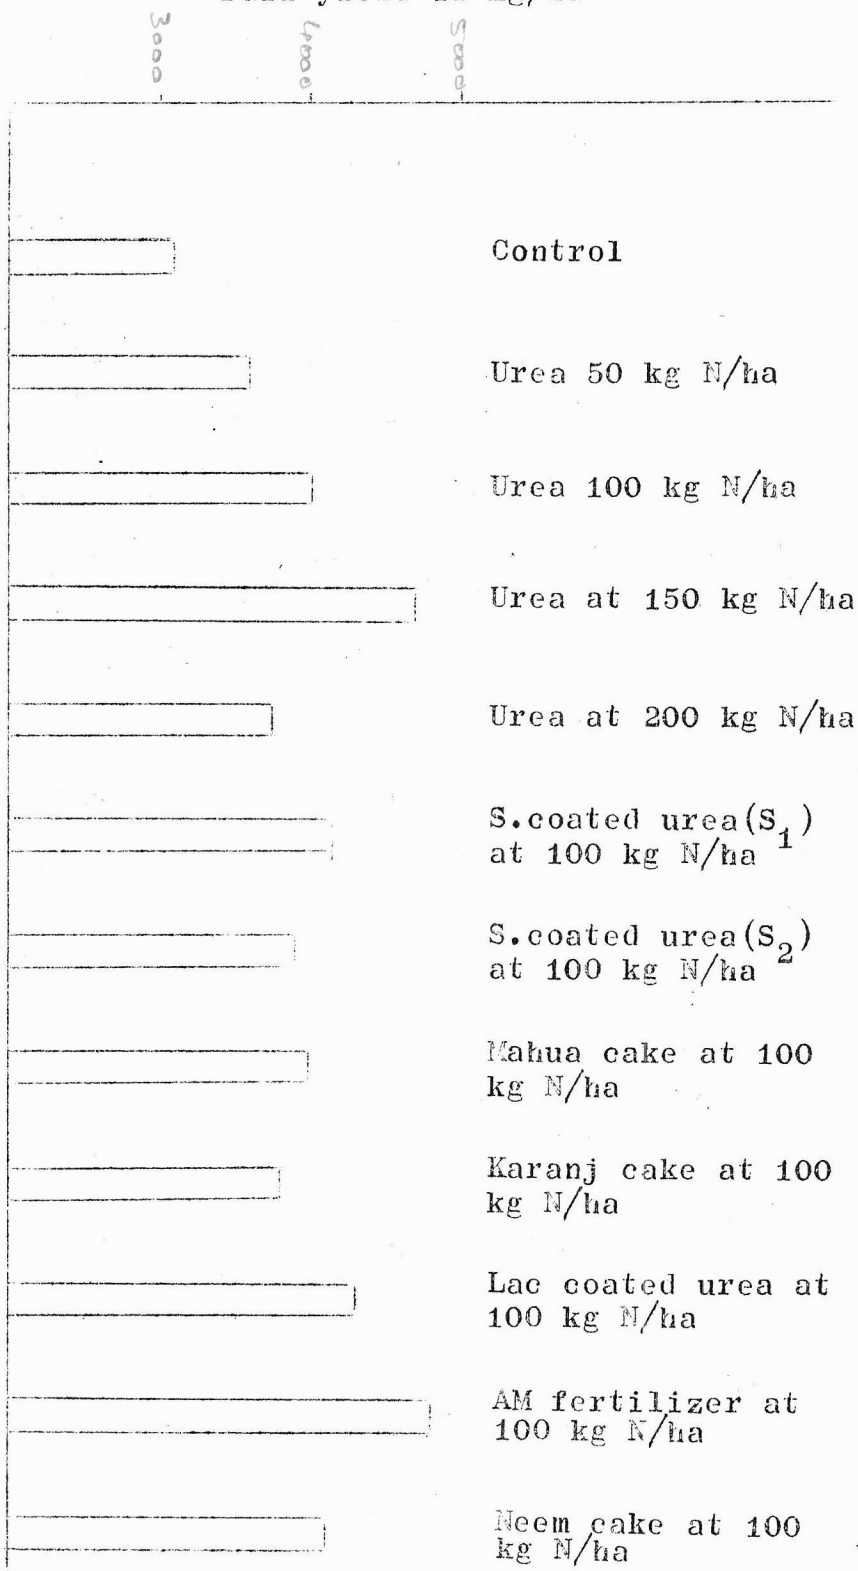 3000 4000 5000
Control
Urea 50 kg N/ha
Urea 100 kg N/ha
Urea at 150 kg N/ha
Urea at 200 kg N/ha
S.coated urea(S₁)
at 100 kg N/ha
S.coated urea(S₂)
at 100 kg N/ha
Mahua cake at 100
kg N/ha
Karanj cake at 100
kg N/ha
Lac coated urea at
100 kg N/ha
AM fertilizer at
100 kg N/ha
Neem cake at 100
kg N/ha